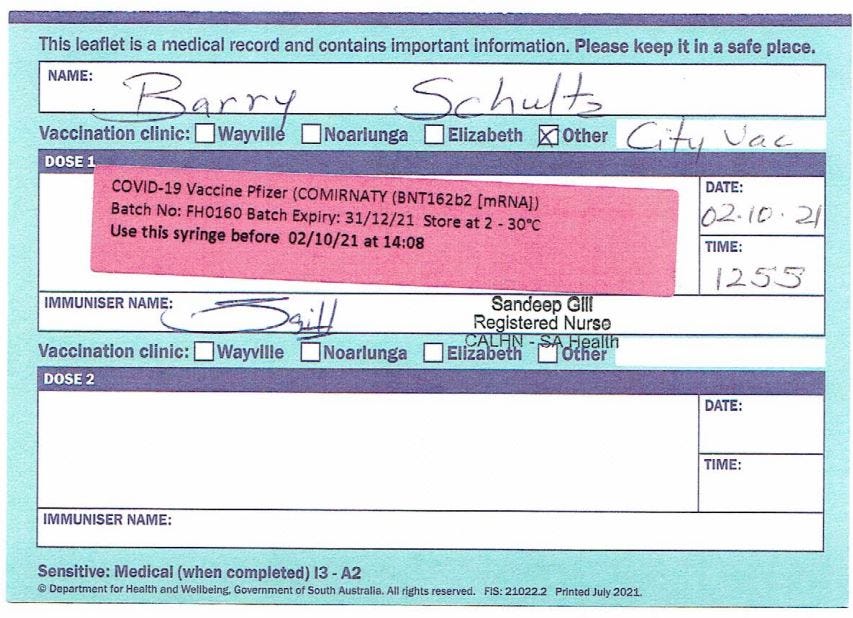 This leaflet is a medical record and contains important information. Please keep it in a safe place.
NAME: Barry Schultz
Vaccination clinic: Wayville Noarlunga Elizabeth Other City Vac
DOSE 1
COVID-19 Vaccine Pfizer (COMIRNATY (BNT162b2 [mRNA])
Batch No: FH0160 Batch Expiry: 31/12/21 Store at 2 - 30°C
Use this syringe before 02/10/21 at 14:08
DATE:
02.10.21
TIME:
1255
IMMUNISER NAME: Sgill
Sandeep Gill
Registered Nurse
CALHN - SA Health
Vaccination clinic: Wayville Noarlunga Elizabeth Other
DOSE 2
DATE:
TIME:
IMMUNISER NAME:
Sensitive: Medical (when completed) I3 - A2
© Department for Health and Wellbeing, Government of South Australia. All rights reserved. FIS: 21022.2 Printed July 2021.